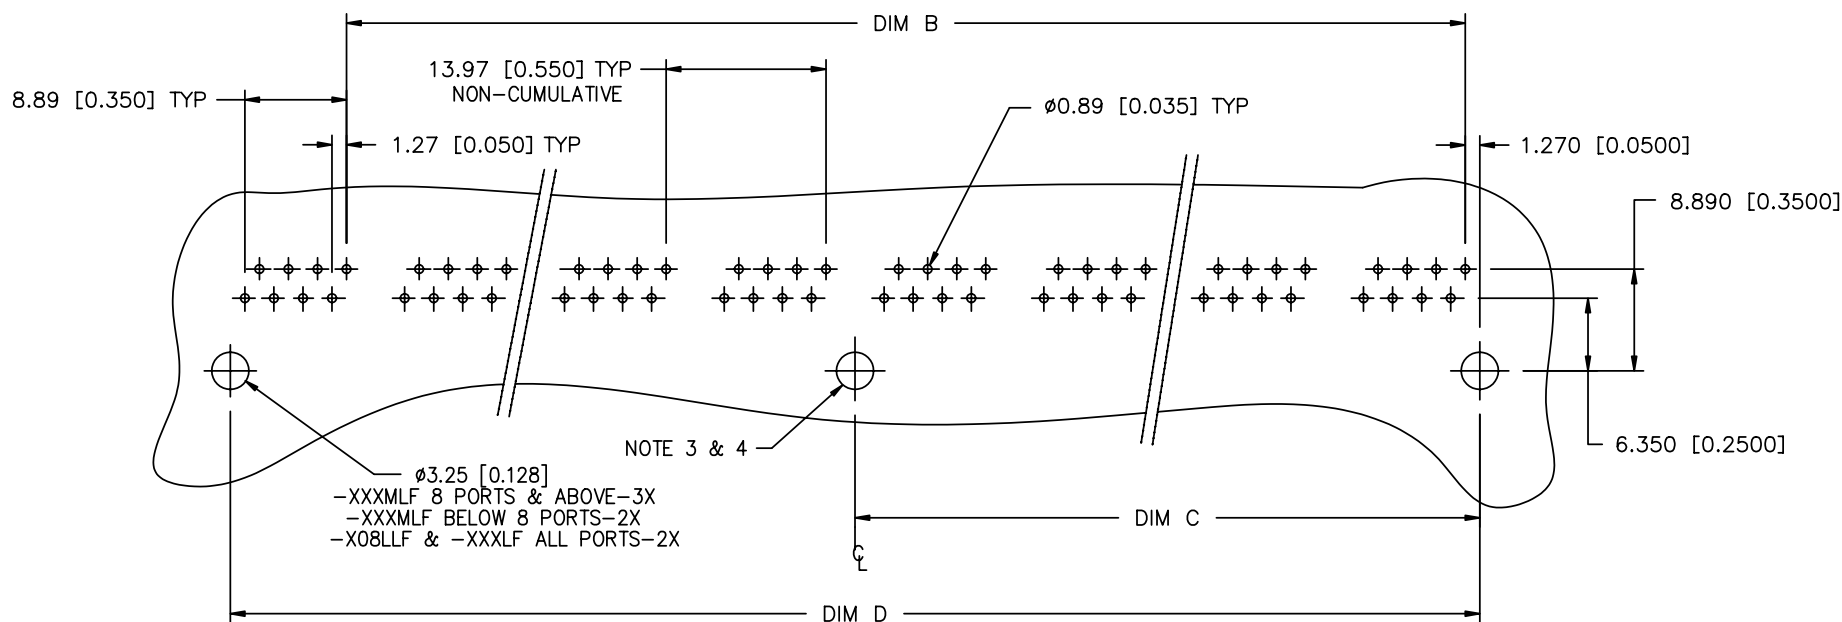 DIM B
13.97 [0.550] TYP
NON-CUMULATIVE
8.89 [0.350] TYP
ø0.89 [0.035] TYP
1.27 [0.050] TYP
1.270 [0.0500]
8.890 [0.3500]
NOTE 3 & 4
6.350 [0.2500]
ø3.25 [0.128]
-XXXMLF 8 PORTS & ABOVE-3X
-XXXMLF BELOW 8 PORTS-2X
-X08LLF & -XXXLF ALL PORTS-2X
DIM C
CL
DIM D